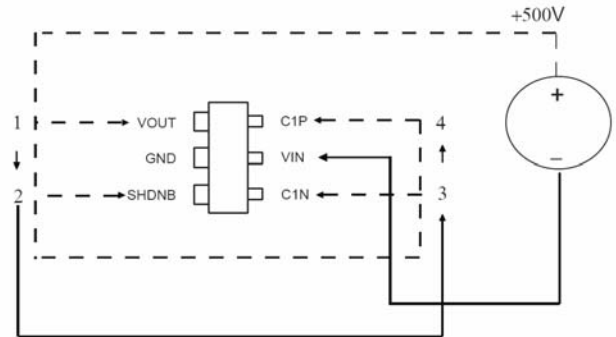 +500V
+
1 VOUT C1P 4
GND VIN
−
2 SHDNB C1N 3